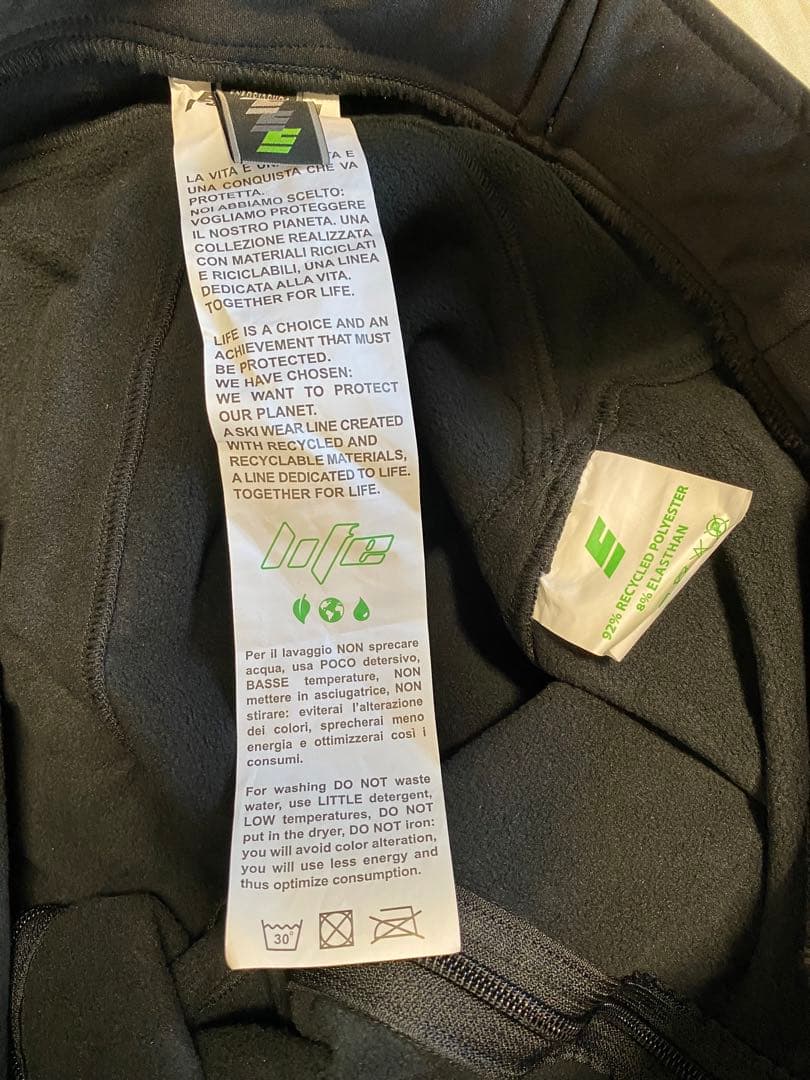 LA VITA E
TA E
UNA CONQUISTA CHE VA
PROTETTA.
NOI ABBIAMO SCELTO:
VOGLIAMO PROTEGGERE
IL NOSTRO PIANETA. UNA
COLLEZIONE REALIZZATA
CON MATERIALI RICICLATI
E RICICLABILI, UNA LINEA
DEDICATA ALLA VITA.
TOGETHER FOR LIFE.
LIFE IS A CHOICE AND AN
ACHIEVEMENT THAT MUST
BE PROTECTED.
WE HAVE CHOSEN:
WE WANT TO PROTECT
OUR PLANET.
A SKI WEAR LINE CREATED
WITH RECYCLED AND
RECYCLABLE MATERIALS,
A LINE DEDICATED TO LIFE.
TOGETHER FOR LIFE.
life
Per il lavaggio NON sprecare
acqua, usa POCO detersivo,
BASSE temperature, NON
mettere in asciugatrice, NON
stirare: eviterai l'alterazione
dei colori, sprecherai meno
energia e ottimizzerai così i
consumi.
For washing DO NOT waste
water, use LITTLE detergent,
LOW temperatures, DO NOT
put in the dryer, DO NOT iron:
you will avoid color alteration,
you will use less energy and
thus optimize consumption.
30°
92% RECYCLED POLYESTER
8% ELASTHAN